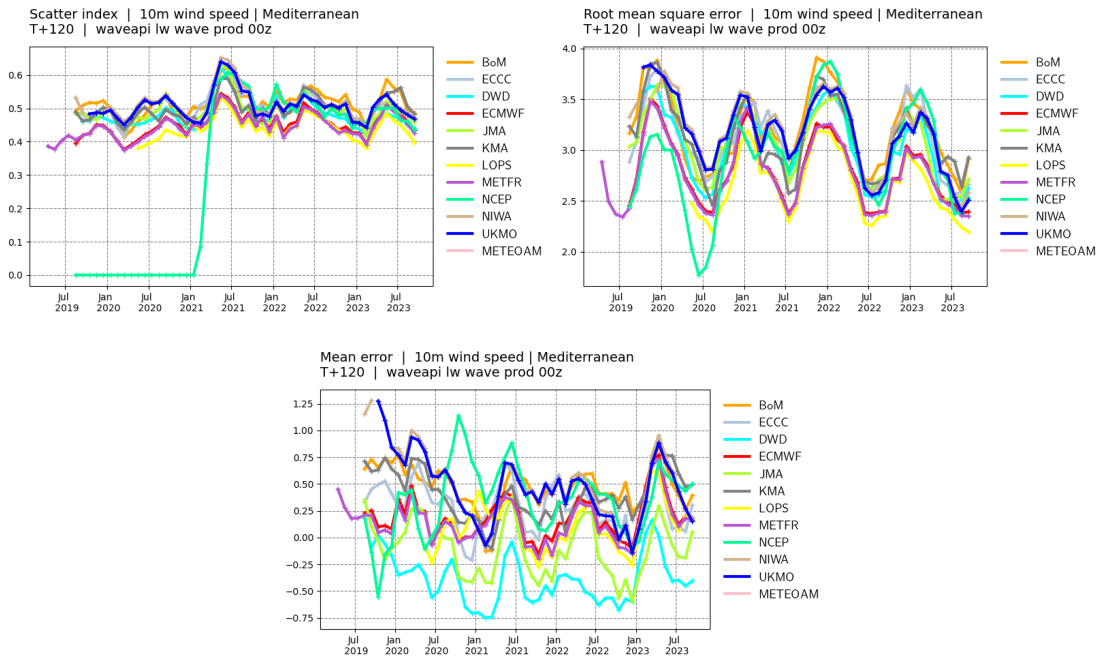 Scatter index | 10m wind speed | Mediterranean
T+120 | waveapi lw wave prod 00z
0.6
0.5
0.4
0.3
0.2
0.1
0.0
Jul 2019
Jan 2020
Jul 2020
Jan 2021
Jul 2021
Jan 2022
Jul 2022
Jan 2023
Jul 2023
BoM
ECCC
DWD
ECMWF
JMA
KMA
LOPS
METFR
NCEP
NIWA
UKMO
METEOAM
Root mean square error | 10m wind speed | Mediterranean
T+120 | waveapi lw wave prod 00z
4.0
3.5
3.0
2.5
2.0
Jul 2019
Jan 2020
Jul 2020
Jan 2021
Jul 2021
Jan 2022
Jul 2022
Jan 2023
Jul 2023
BoM
ECCC
DWD
ECMWF
JMA
KMA
LOPS
METFR
NCEP
NIWA
UKMO
METEOAM
Mean error | 10m wind speed | Mediterranean
T+120 | waveapi lw wave prod 00z
1.25
1.00
0.75
0.50
0.25
0.00
−0.25
−0.50
−0.75
Jul 2019
Jan 2020
Jul 2020
Jan 2021
Jul 2021
Jan 2022
Jul 2022
Jan 2023
Jul 2023
BoM
ECCC
DWD
ECMWF
JMA
KMA
LOPS
METFR
NCEP
NIWA
UKMO
METEOAM